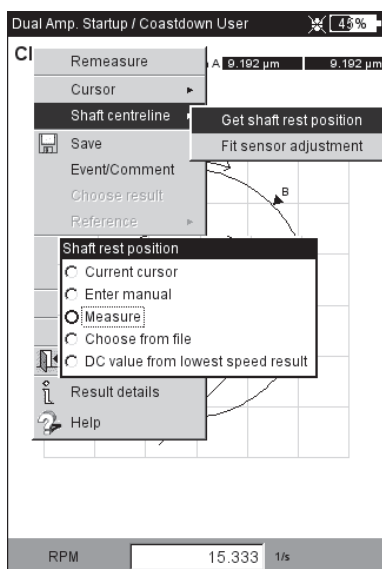 Dual Amp. Startup / Coastdown User 45%
Cl
A 9.192 µm 9.192 µm
Remeasure
Cursor
Shaft centreline
Get shaft rest position
Fit sensor adjustment
Save
Event/Comment
Choose result
Reference
B
Shaft rest position
Current cursor
Enter manual
Measure
Choose from file
DC value from lowest speed result
Result details
Help
RPM 15.333 1/s